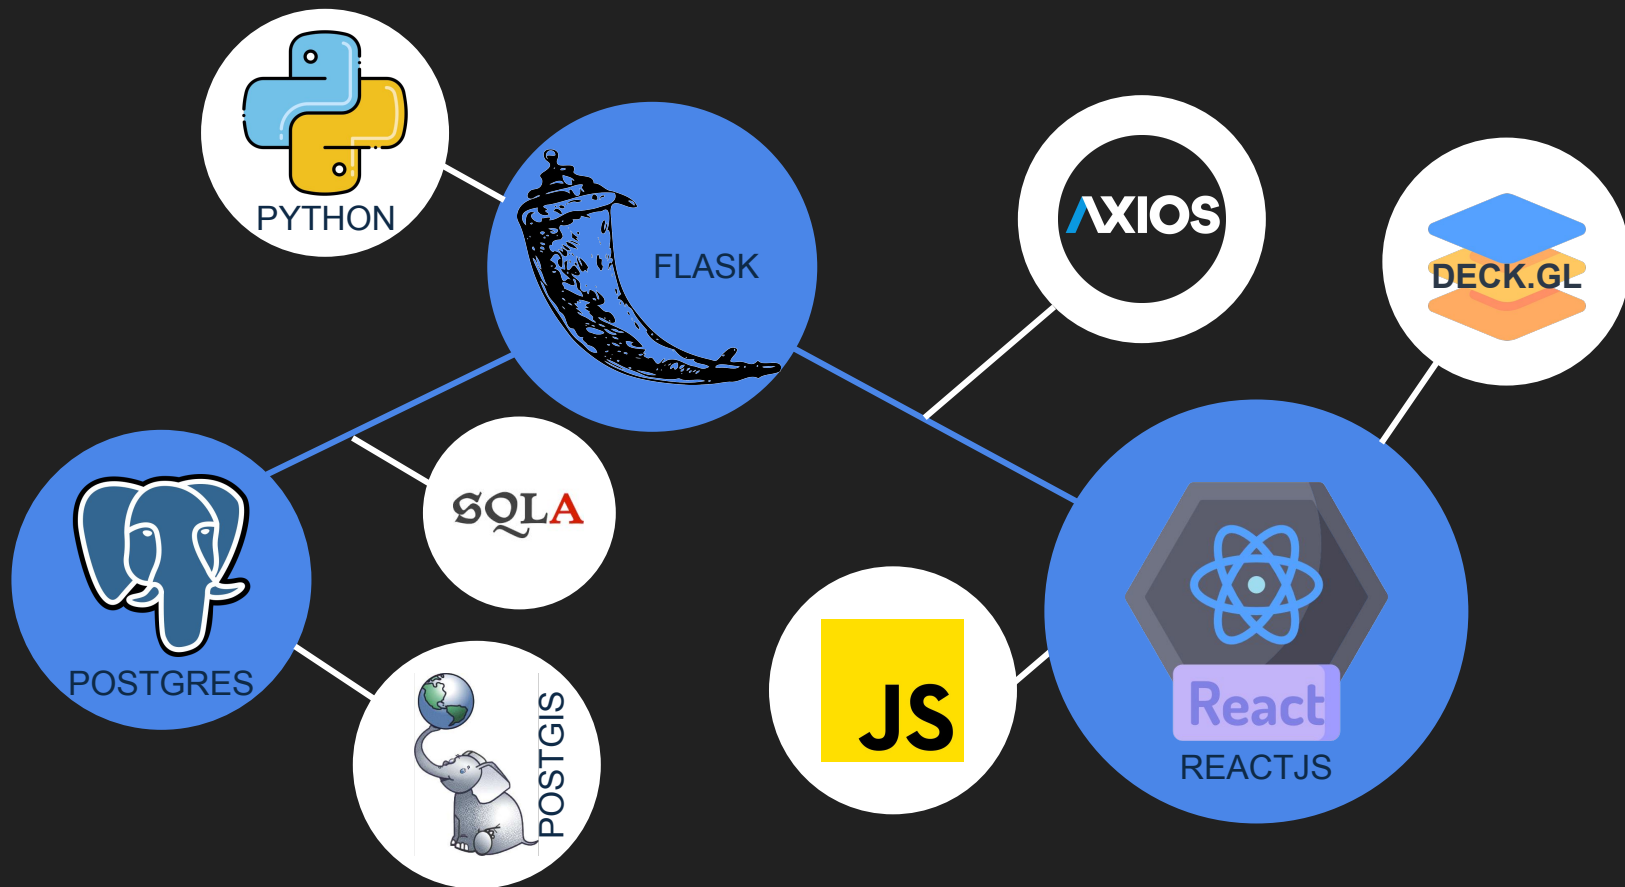 PYTHON
FLASK
AXIOS
DECK.GL
SQLA
POSTGRES
POSTGIS
JS
React
REACTJS